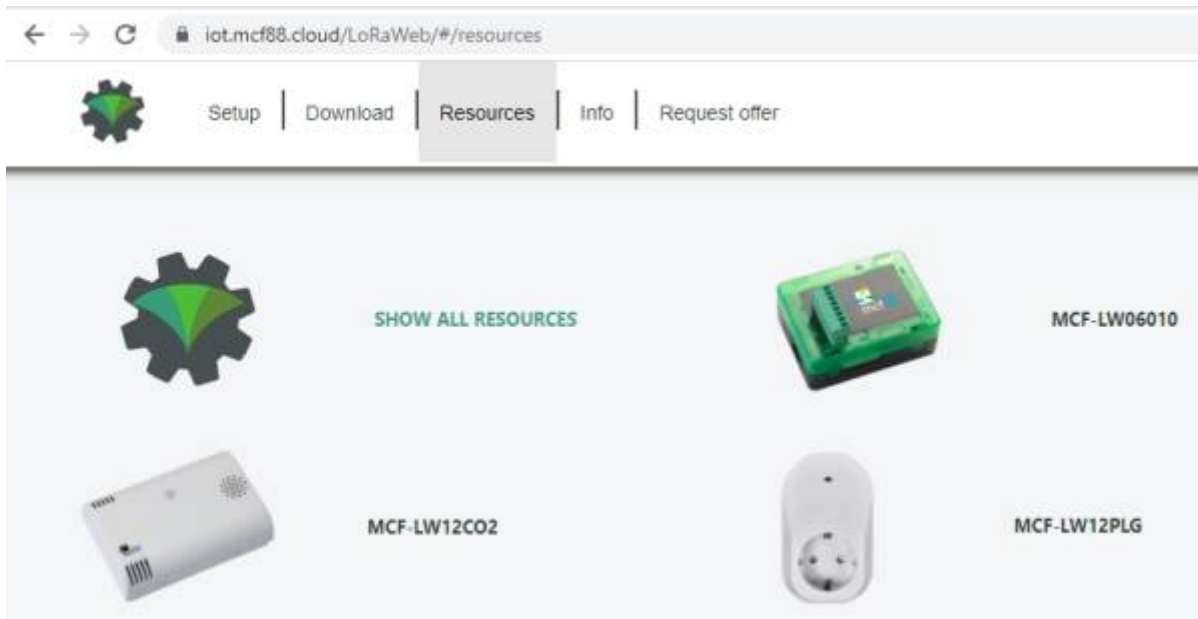 iot.mcf88.cloud/LoRaWeb/#/resources
Setup Download Resources Info Request offer
SHOW ALL RESOURCES
MCF-LW06010
MCF-LW12CO2
MCF-LW12PLG